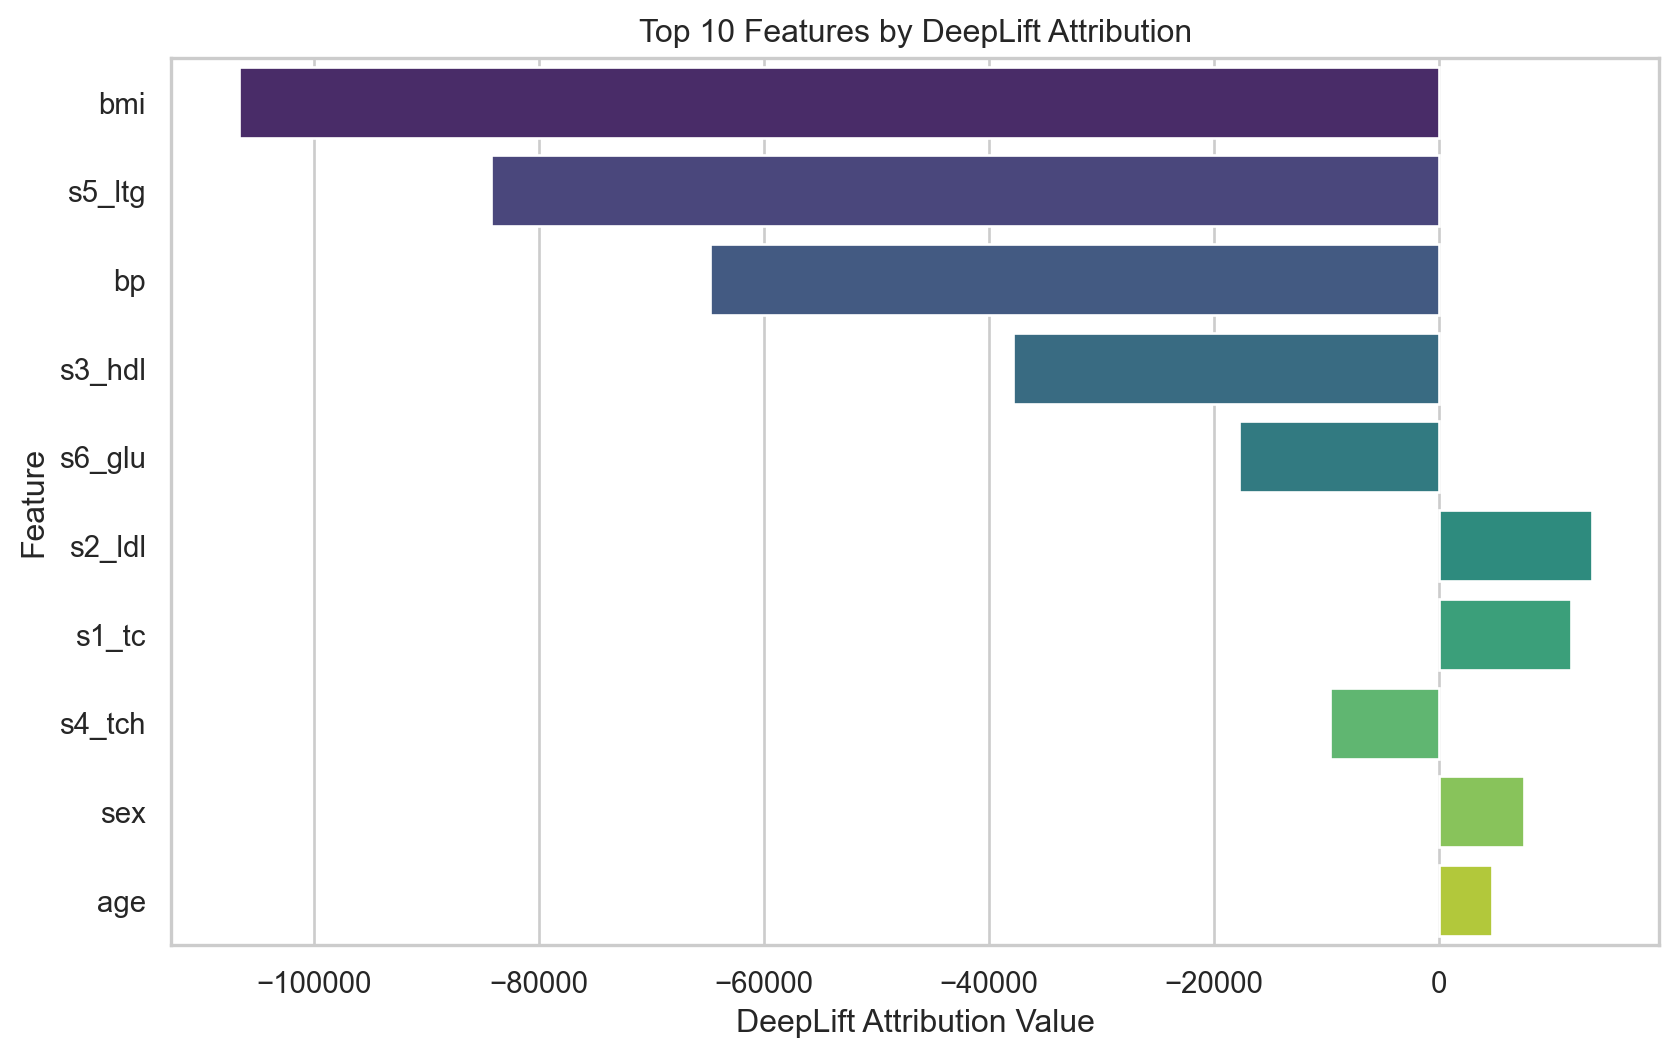 Top 10 Features by DeepLift Attribution
bmi
s5_ltg
bp
s3_hdl
s6_glu
s2_ldl
s1_tc
s4_tch
sex
age
Feature
−100000
−80000
−60000
−40000
−20000
0
DeepLift Attribution Value